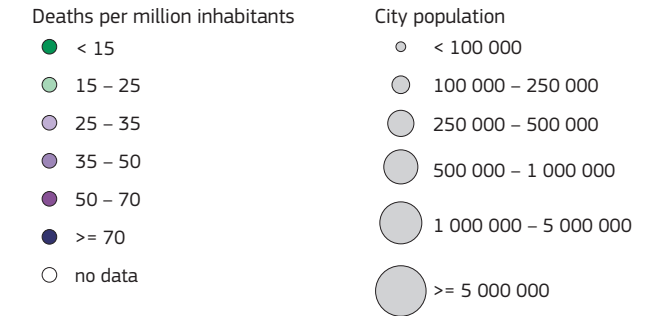 Deaths per million inhabitants
< 15
15 – 25
25 – 35
35 – 50
50 – 70
>= 70
no data
City population
< 100 000
100 000 – 250 000
250 000 – 500 000
500 000 – 1 000 000
1 000 000 – 5 000 000
>= 5 000 000